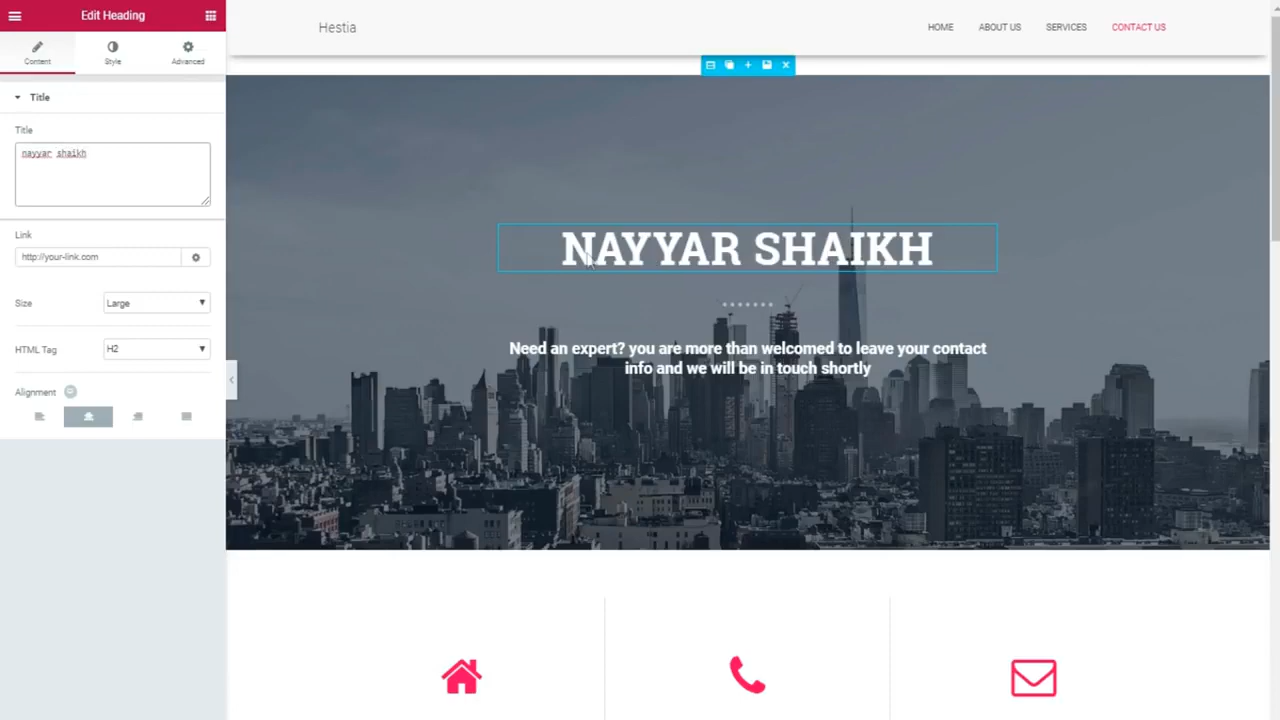 Edit Heading
Content
Style
Advanced
Title
Title
nayyar shaikh
Link
http://your-link.com
Size
Large
HTML Tag
H2
Alignment
Hestia
HOME
ABOUT US
SERVICES
CONTACT US
NAYYAR SHAIKH
Need an expert? you are more than welcomed to leave your contact
info and we will be in touch shortly